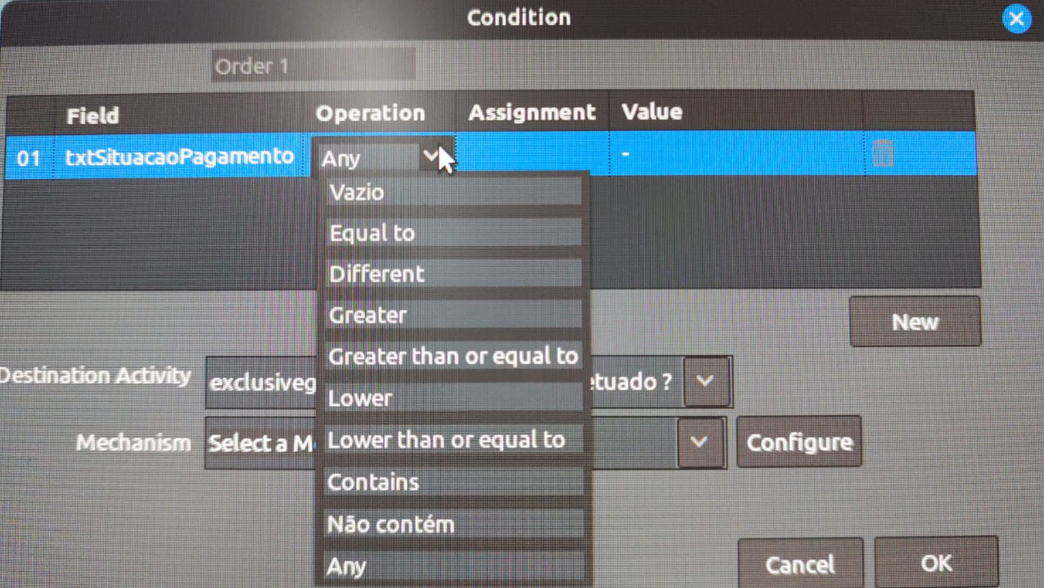 Condition
Order 1
Field Operation Assignment Value
01 txtSituacaoPagamento Any -
Vazio
Equal to
Different
Greater
Greater than or equal to
Lower
Lower than or equal to
Contains
Não contém
Any
New
Destination Activity exclusiveg etuado ?
Mechanism Select a M Configure
Cancel OK